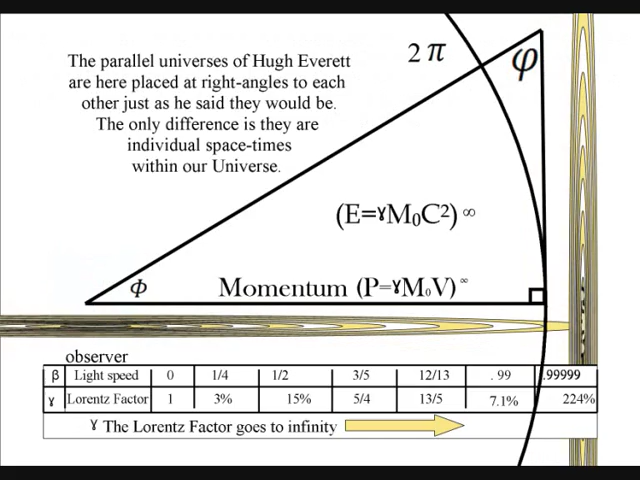 The parallel universes of Hugh Everett
are here placed at right-angles to each
other just as he said they would be.
The only difference is they are
individual space-times
within our Universe.
2 π
φ
(E=ɤM₀C²) ∞
Φ
Momentum (P=ɤM₀V) ∞
observer
β Light speed 0 1/4 1/2 3/5 12/13 . 99 .99999
ɤ Lorentz Factor 1 3% 15% 5/4 13/5 7.1% 224%
ɤ The Lorentz Factor goes to infinity